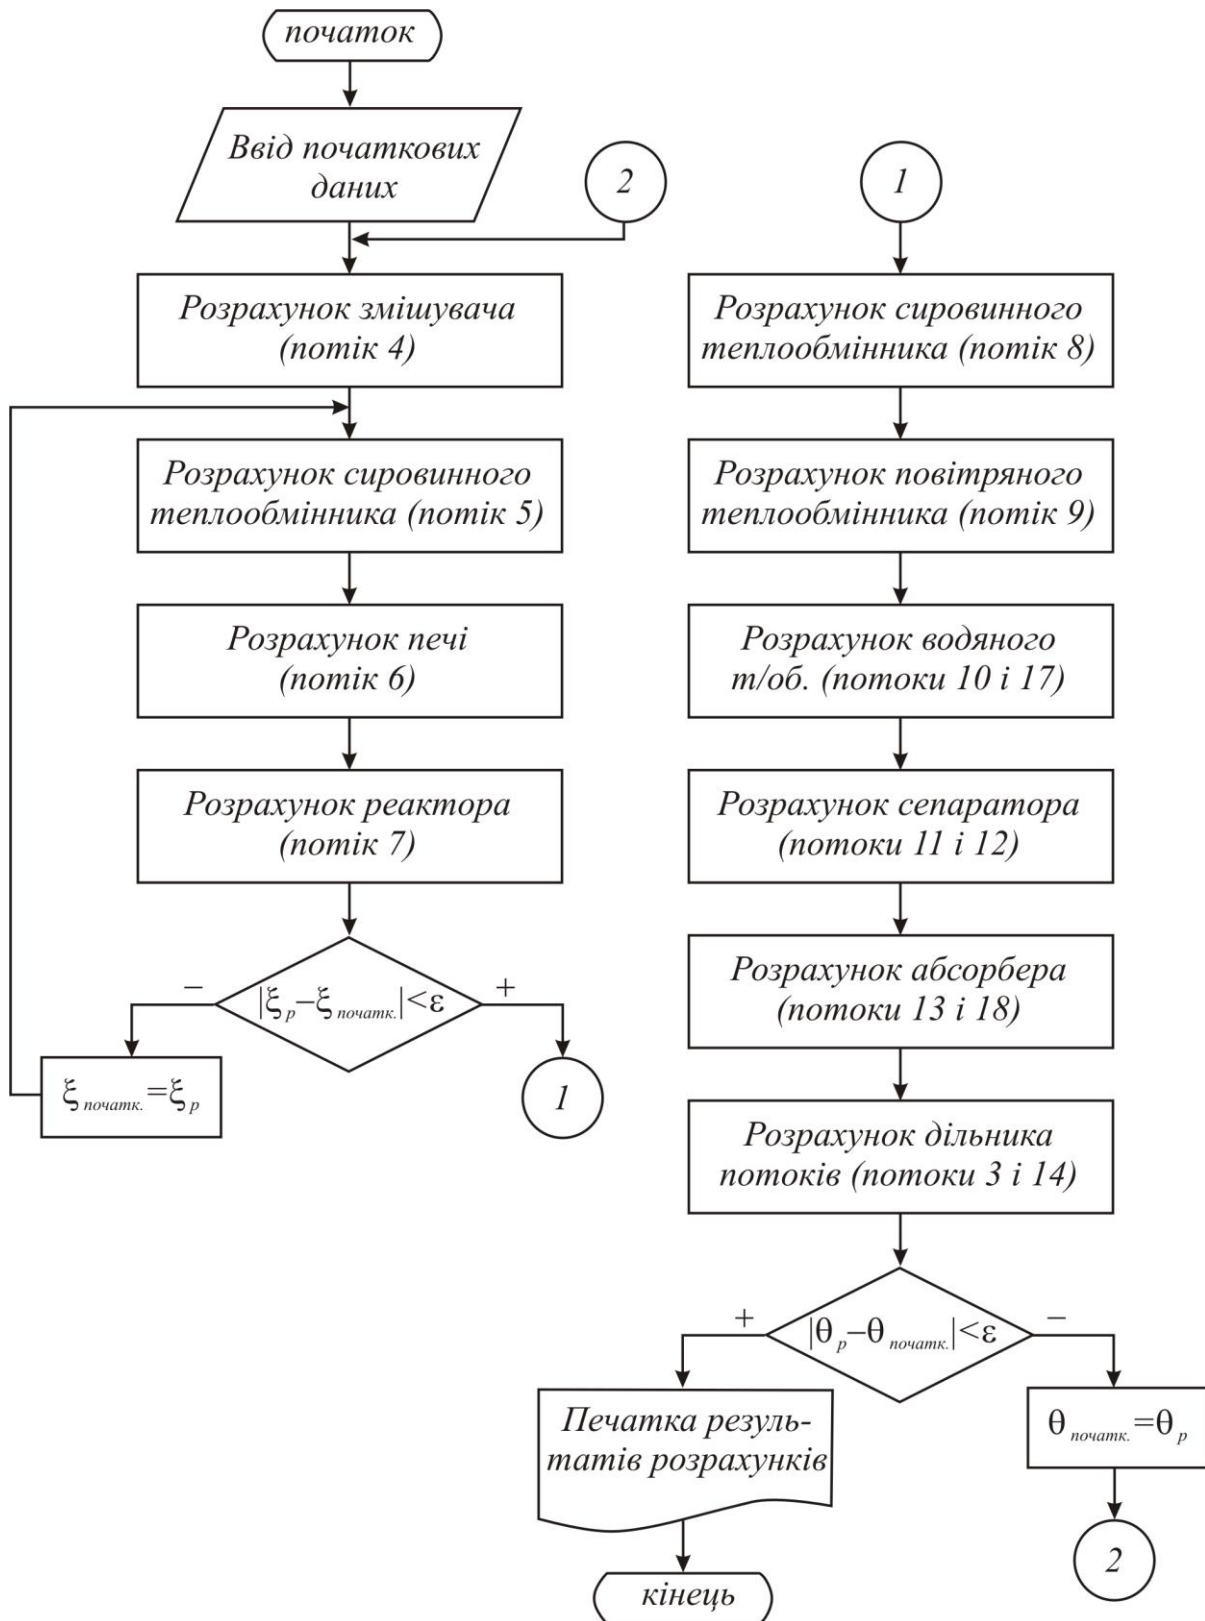 початок
Ввід початкових
даних
2
Розрахунок змішувача
(потік 4)
Розрахунок сировинного
теплообмінника (потік 5)
Розрахунок печі
(потік 6)
Розрахунок реактора
(потік 7)
|ξр–ξпочатк.|<ε
–
+
ξпочатк.=ξр
1
1
Розрахунок сировинного
теплообмінника (потік 8)
Розрахунок повітряного
теплообмінника (потік 9)
Розрахунок водяного
т/об. (потоки 10 і 17)
Розрахунок сепаратора
(потоки 11 і 12)
Розрахунок абсорбера
(потоки 13 і 18)
Розрахунок дільника
потоків (потоки 3 і 14)
|θр–θпочатк.|<ε
+
–
Печатка резуль-
татів розрахунків
θпочатк.=θр
2
кінець